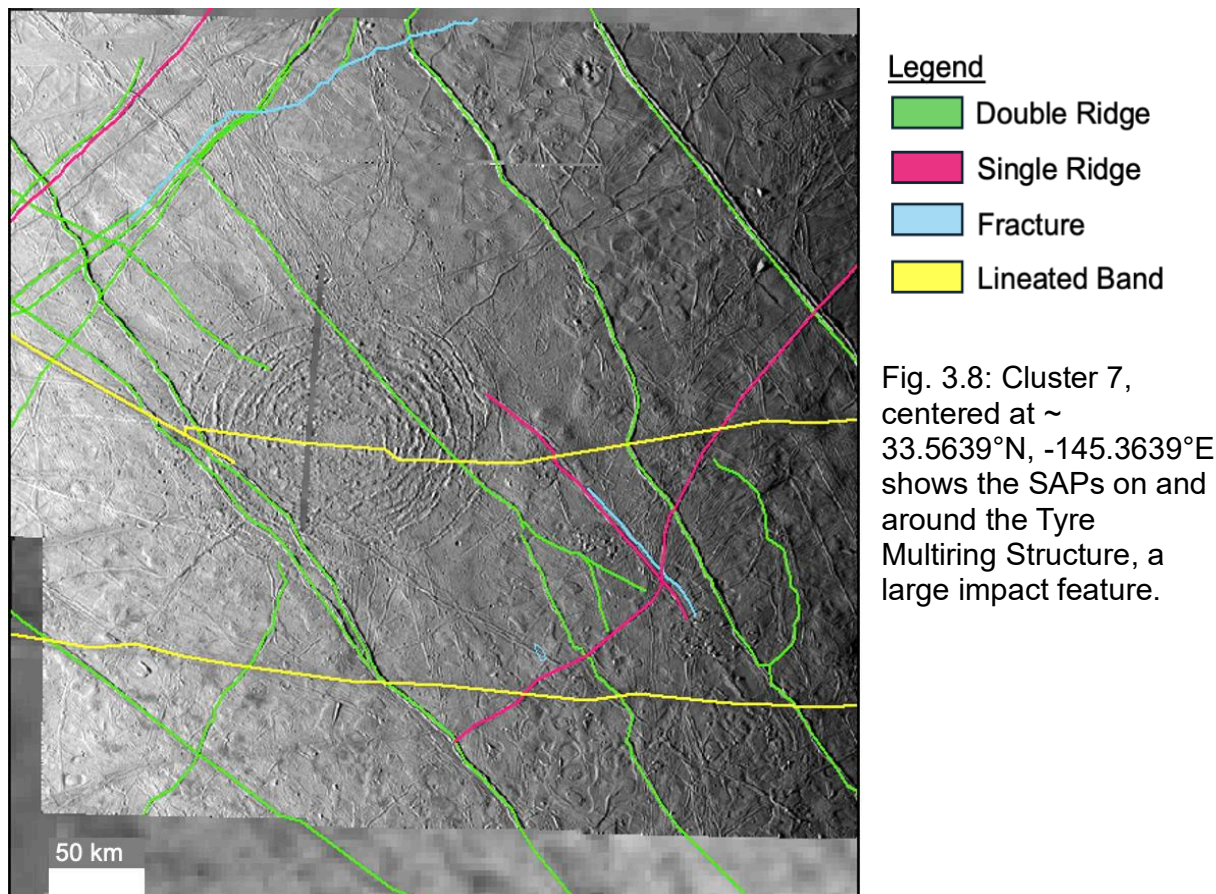 Legend
Double Ridge
Single Ridge
Fracture
Lineated Band
Fig. 3.8: Cluster 7,
centered at ~
33.5639°N, -145.3639°E
shows the SAPs on and
around the Tyre
Multiring Structure, a
large impact feature.
50 km